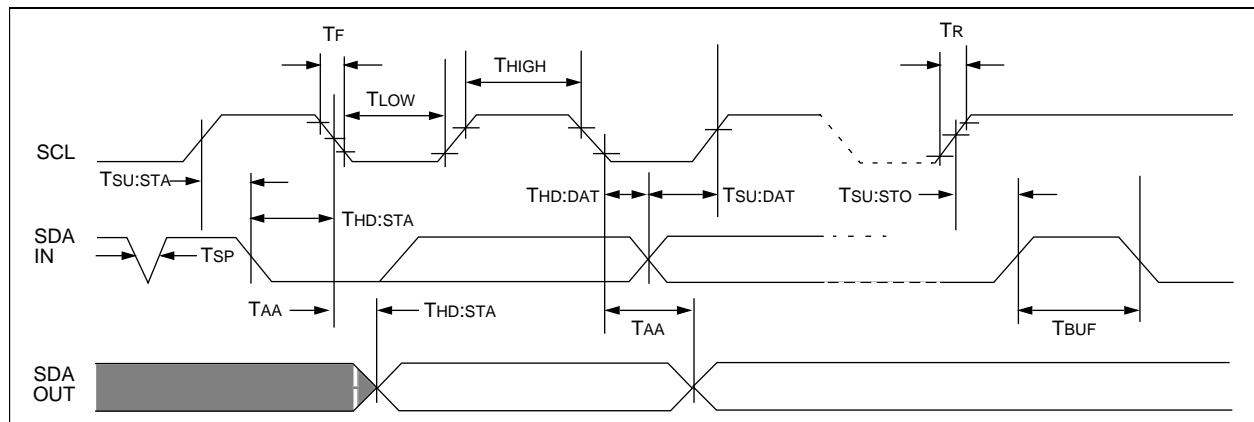 TF
TR
THIGH
TLOW
SCL
TSU:STA
THD:DAT
TSU:DAT
TSU:STO
THD:STA
SDA
IN
TSP
TAA
THD:STA
TAA
TBUF
SDA
OUT